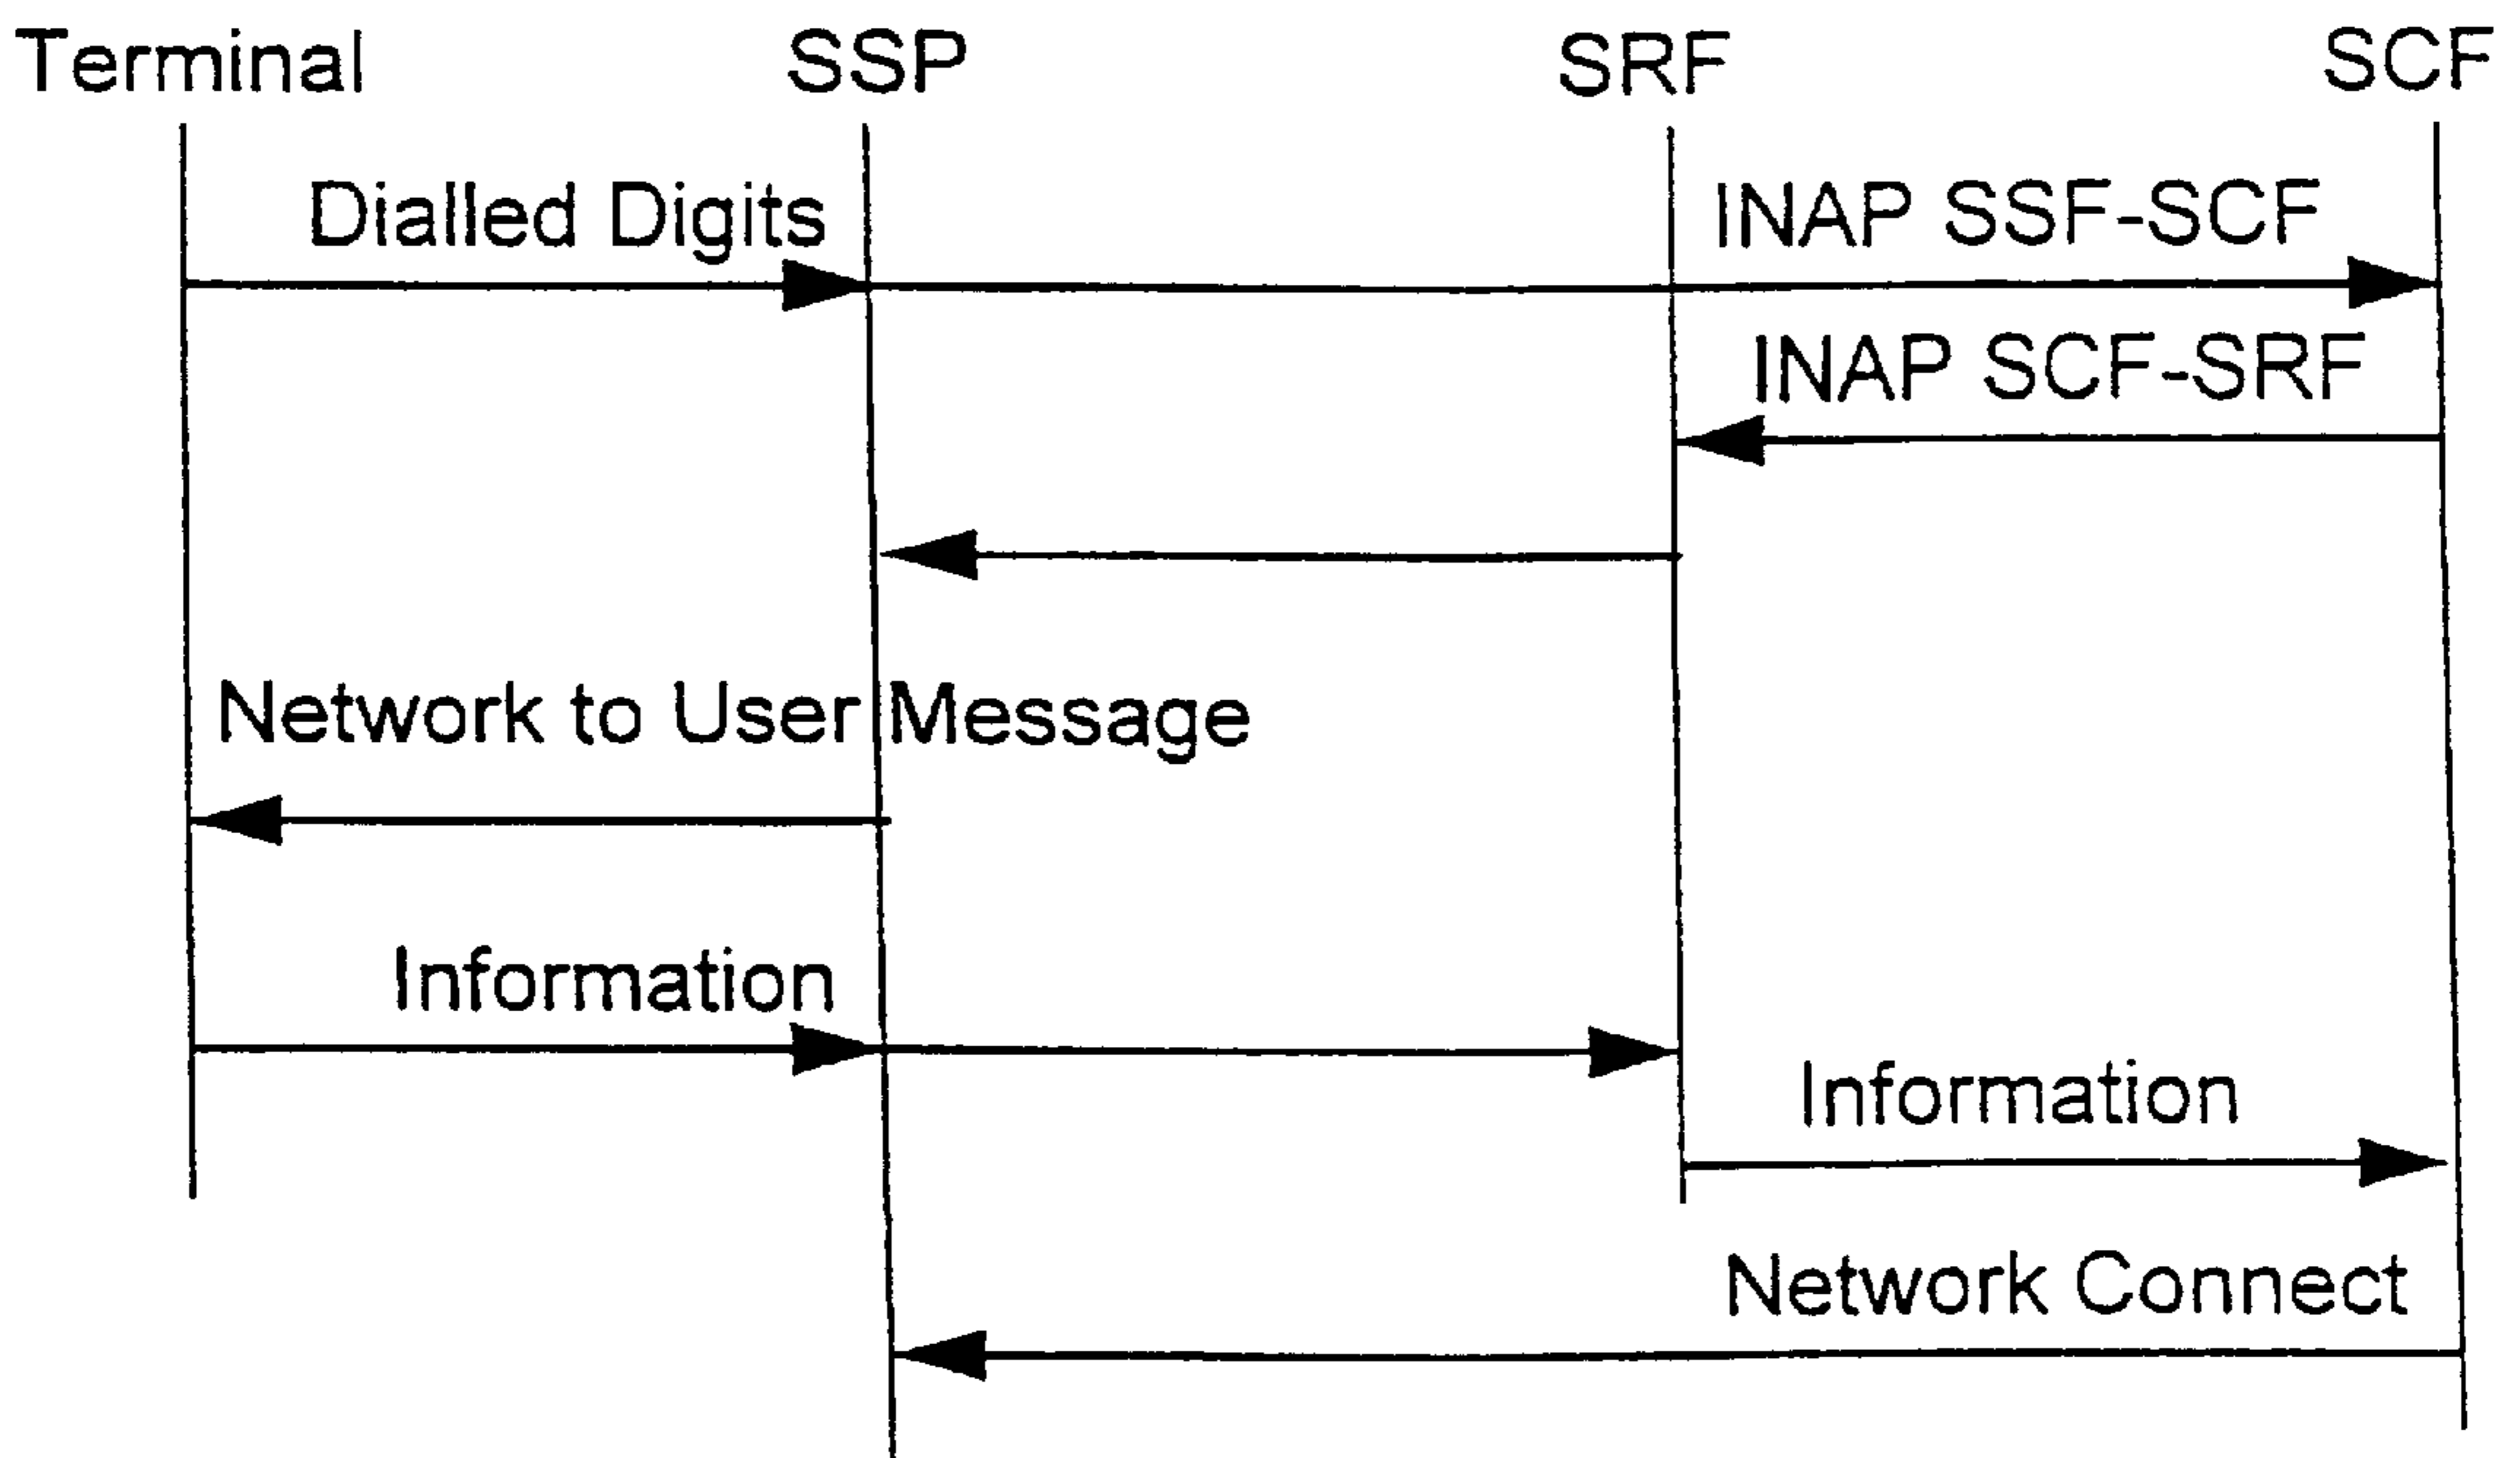 Terminal SSP SRF SCF
Dialled Digits INAP SSF-SCF
INAP SCF-SRF
Network to User Message
Information
Information
Network Connect